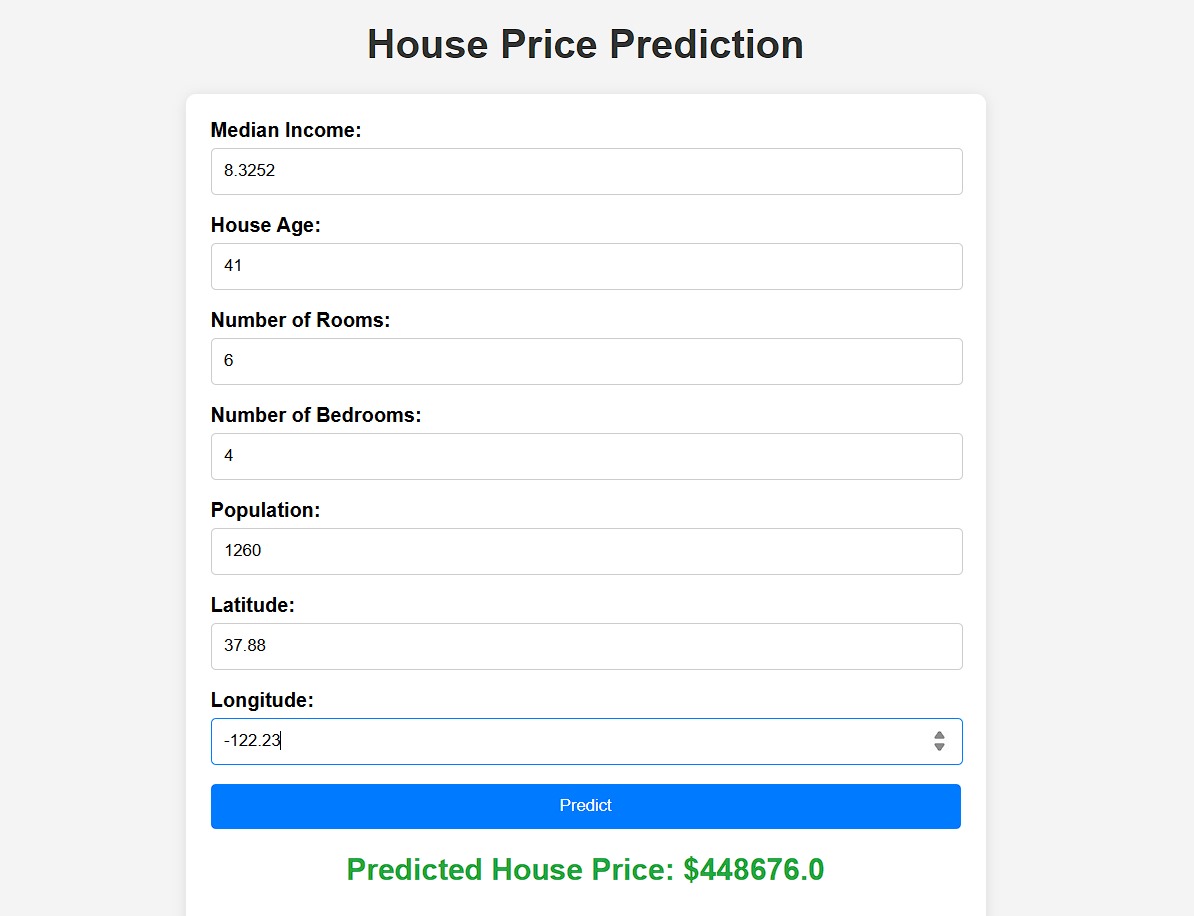 House Price Prediction
Median Income:
8.3252
House Age:
41
Number of Rooms:
6
Number of Bedrooms:
4
Population:
1260
Latitude:
37.88
Longitude:
-122.23
Predict
Predicted House Price: $448676.0